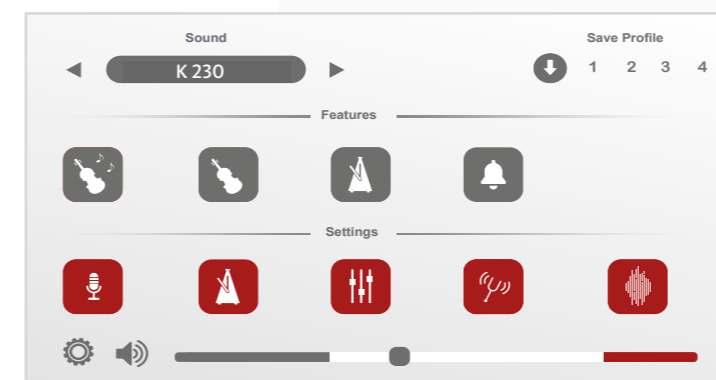 Sound
Save Profile
K 230
1 2 3 4
Features
Settings